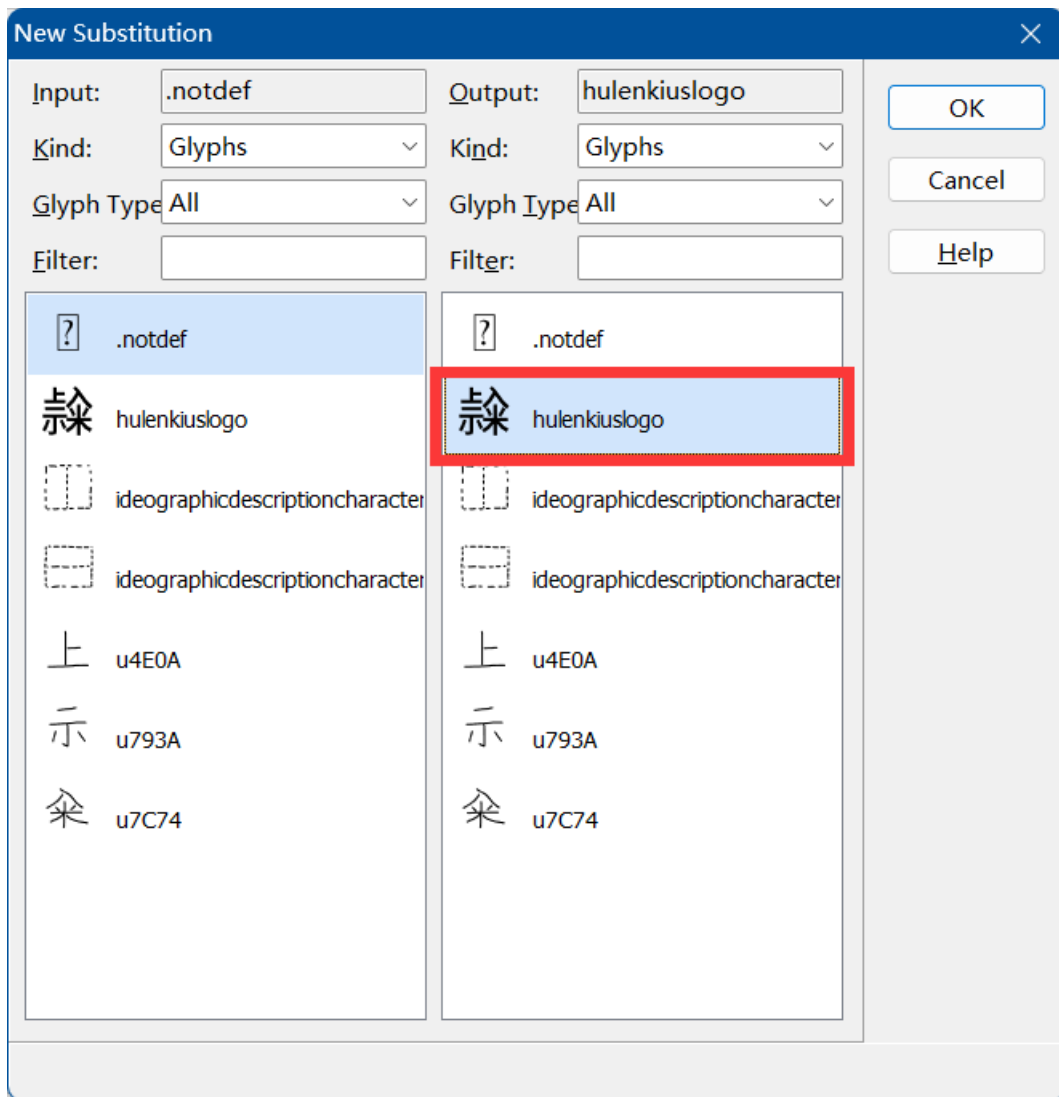 New Substitution
Input: .notdef Output: hulenkiuslogo OK
Kind: Glyphs Kind: Glyphs
Cancel
Glyph Type All Glyph Type All
Filter: Filter: Help
.notdef .notdef
hulenkiuslogo hulenkiuslogo
ideographicdescriptioncharacter ideographicdescriptioncharacter
ideographicdescriptioncharacter ideographicdescriptioncharacter
上 u4E0A 上 u4E0A
示 u793A 示 u793A
籴 u7C74 籴 u7C74